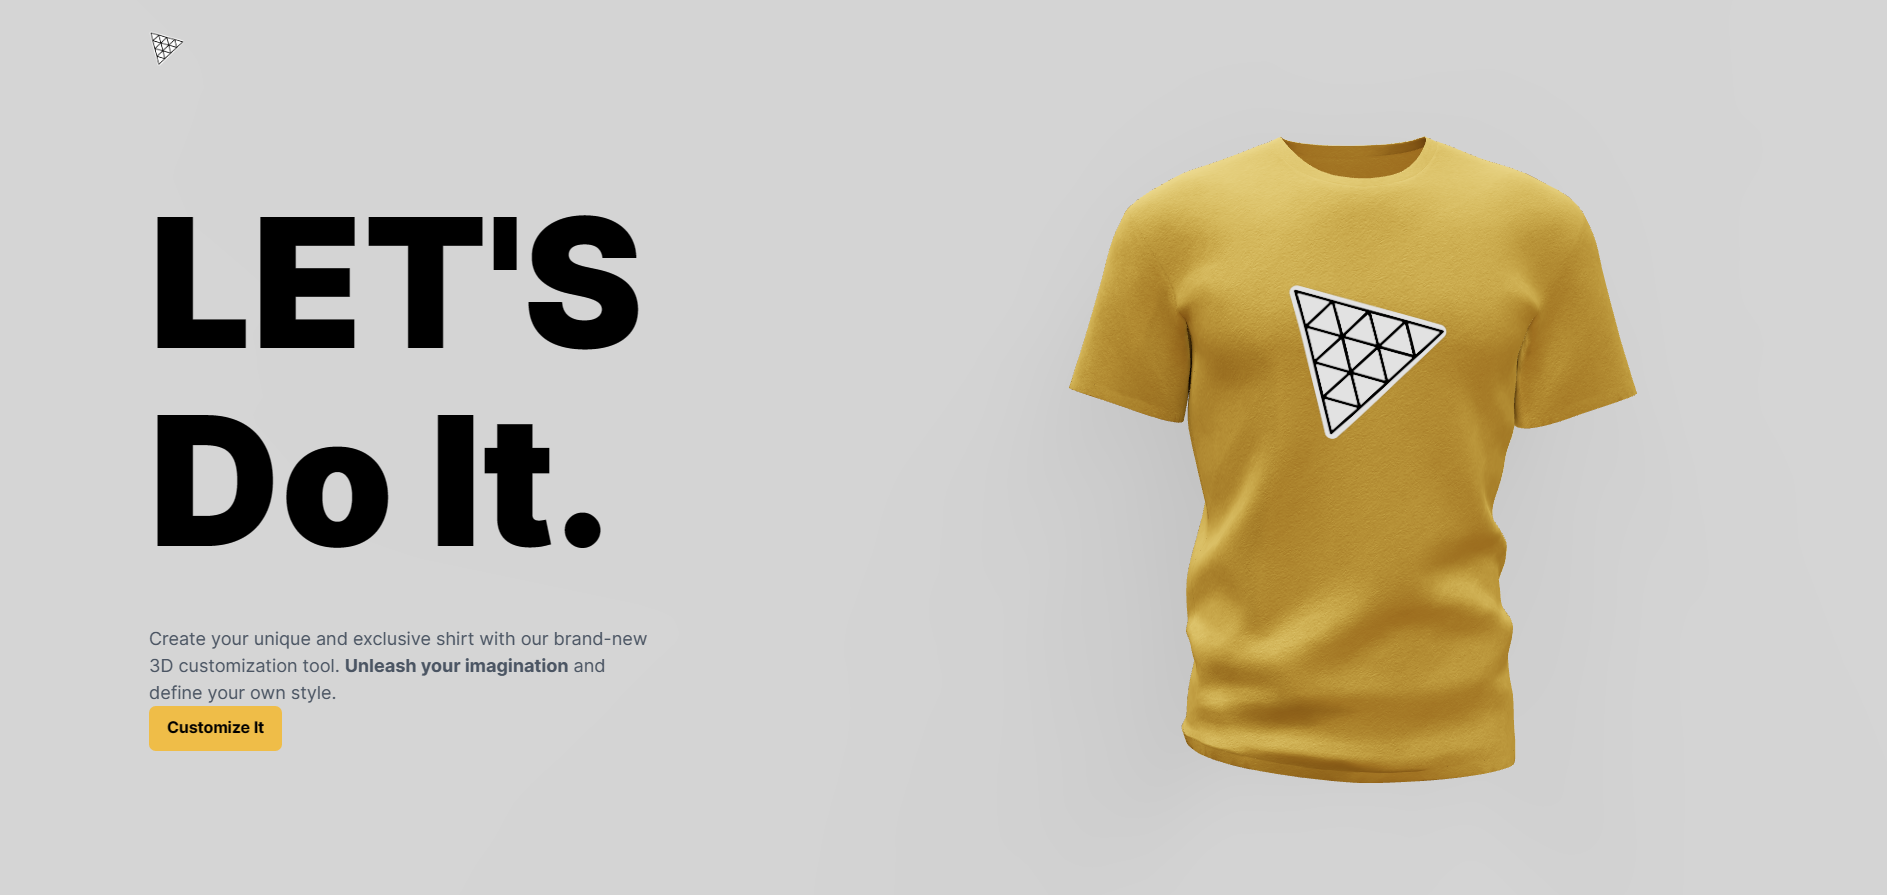 LET'S
Do It.
Create your unique and exclusive shirt with our brand-new
3D customization tool. Unleash your imagination and
define your own style.
Customize It